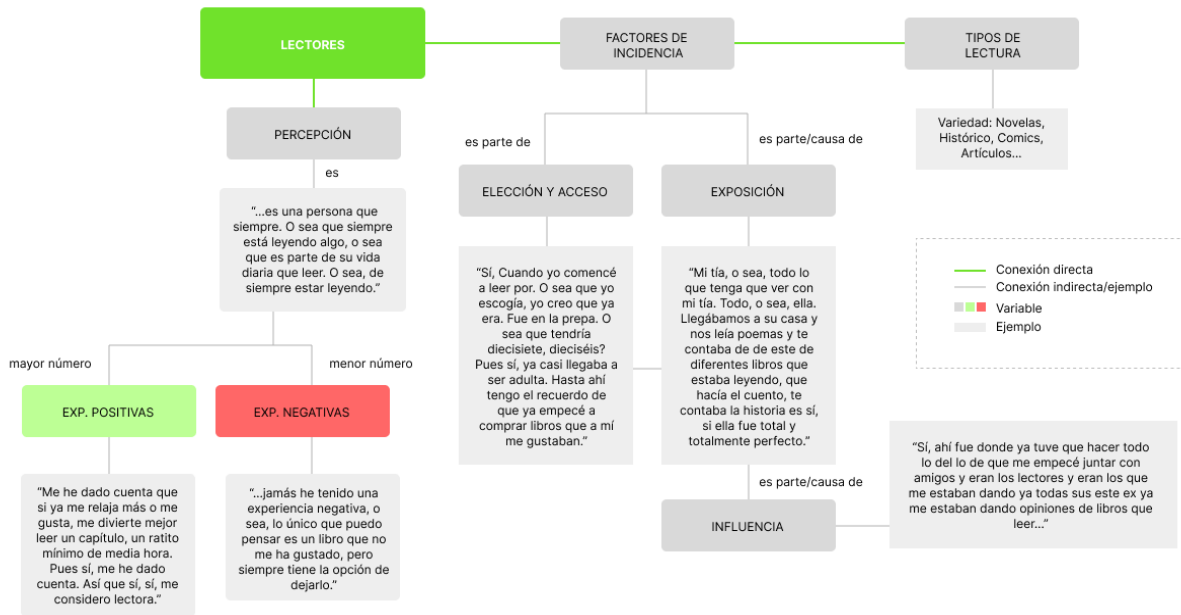 LECTORES
FACTORES DE
INCIDENCIA
TIPOS DE
LECTURA
PERCEPCIÓN
Variedad: Novelas,
Histórico, Comics,
Artículos...
es
es parte de
es parte/causa de
ELECCIÓN Y ACCESO
EXPOSICIÓN
“...es una persona que
siempre. O sea que siempre
está leyendo algo, o sea
que es parte de su vida
diaria que leer. O sea, de
siempre estar leyendo.”
“Sí, Cuando yo comencé
a leer por. O sea que yo
escogía, yo creo que ya
era. Fue en la prepa. O
sea que tendría
diecisiete, dieciséis?
Pues sí, ya casi llegaba a
ser adulta. Hasta ahí
tengo el recuerdo de
que ya empecé a
comprar libros que a mí
me gustaban.”
“Mi tía, o sea, todo lo
que tenga que ver con
mi tía. Todo, o sea, ella.
Llegábamos a su casa y
nos leía poemas y te
contaba de de este de
diferentes libros que
estaba leyendo, que
hacía el cuento, te
contaba la historia es sí,
si ella fue total y
totalmente perfecto.”
Conexión directa
Conexión indirecta/ejemplo
Variable
Ejemplo
mayor número
menor número
EXP. POSITIVAS
EXP. NEGATIVAS
“Me he dado cuenta que
si ya me relaja más o me
gusta, me divierte mejor
leer un capítulo, un ratito
mínimo de media hora.
Pues sí, me he dado
cuenta. Así que sí, sí, me
considero lectora.”
“...jamás he tenido una
experiencia negativa, o
sea, lo único que puedo
pensar es un libro que no
me ha gustado, pero
siempre tiene la opción de
dejarlo.”
es parte/causa de
INFLUENCIA
“Sí, ahí fue donde ya tuve que hacer todo
lo del lo de que me empecé juntar con
amigos y eran los lectores y eran los que
me estaban dando ya todas sus este ex ya
me estaban dando opiniones de libros que
leer...”